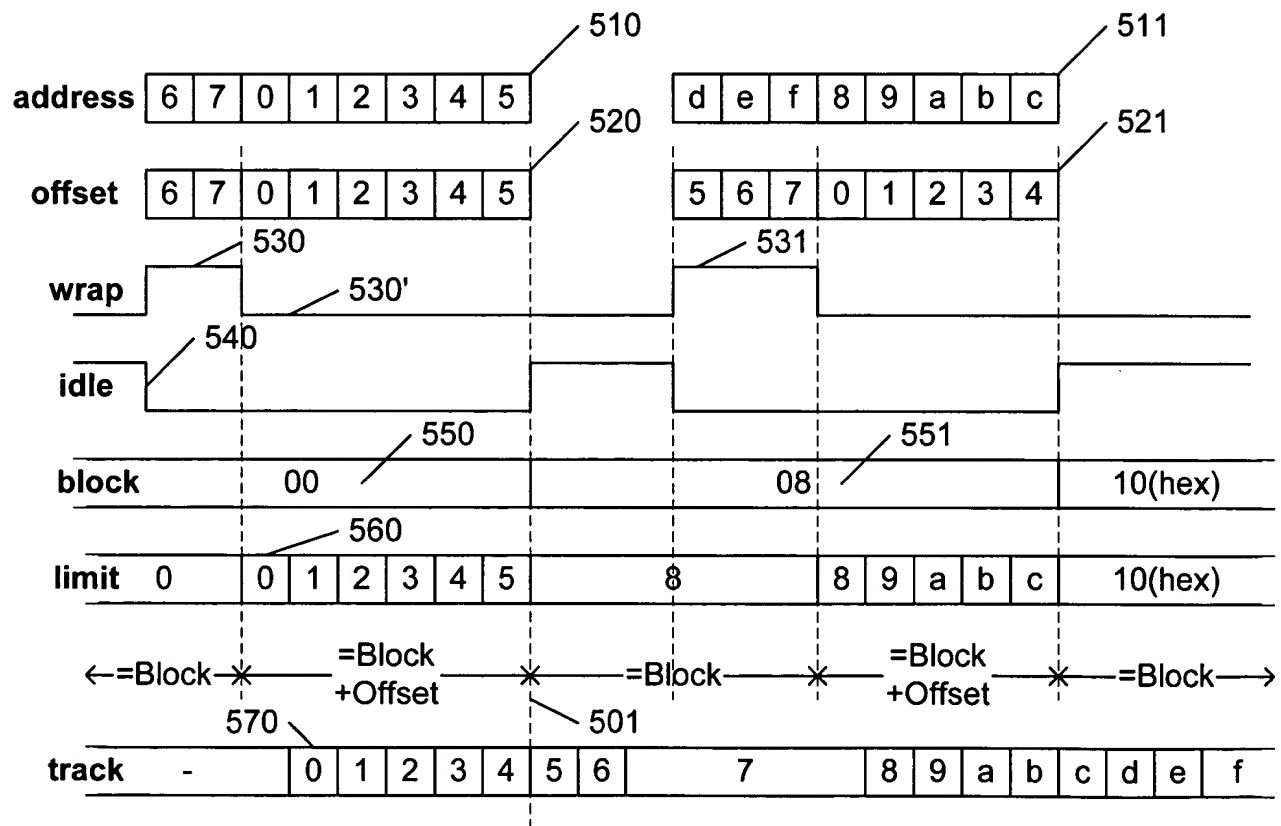 510 511
address 6 7 0 1 2 3 4 5 d e f 8 9 a b c
520 521
offset 6 7 0 1 2 3 4 5 5 6 7 0 1 2 3 4
530 531
wrap 530'
540
idle
550 551
block 00 08 10(hex)
560
limit 0 0 1 2 3 4 5 8 8 9 a b c 10(hex)
=Block =Block +Offset =Block =Block +Offset =Block
570 501
track - 0 1 2 3 4 5 6 7 8 9 a b c d e f